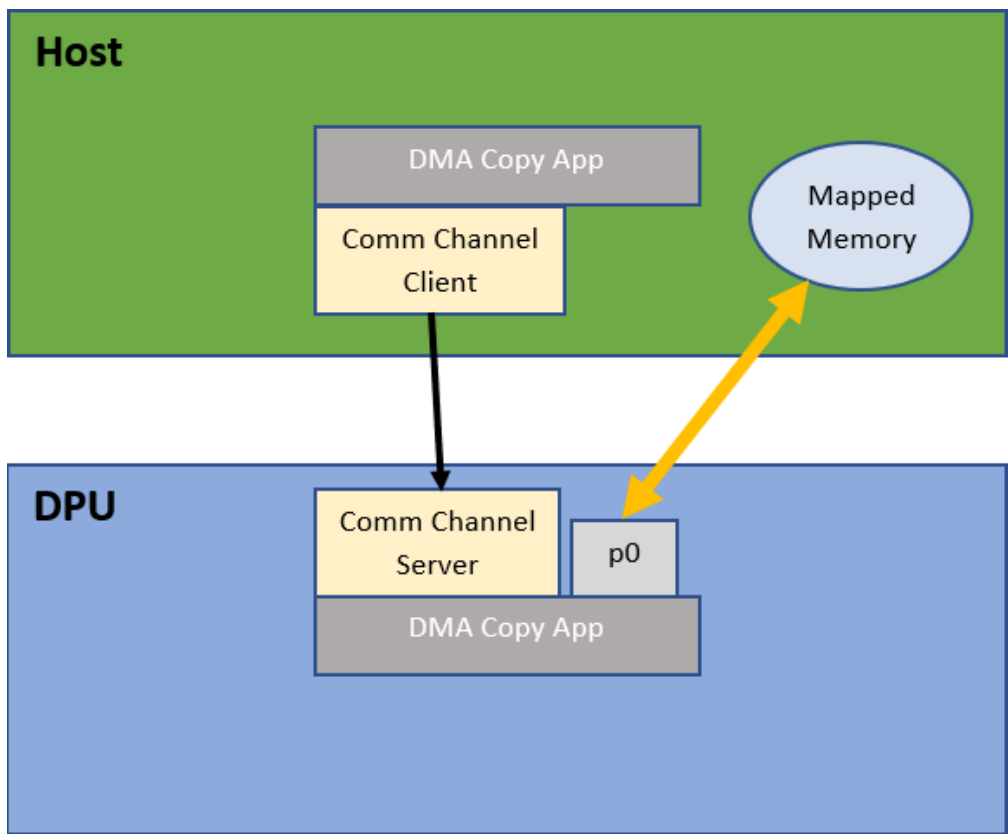 Host
DMA Copy App
Mapped
Memory
Comm Channel
Client
DPU
Comm Channel
Server
p0
DMA Copy App